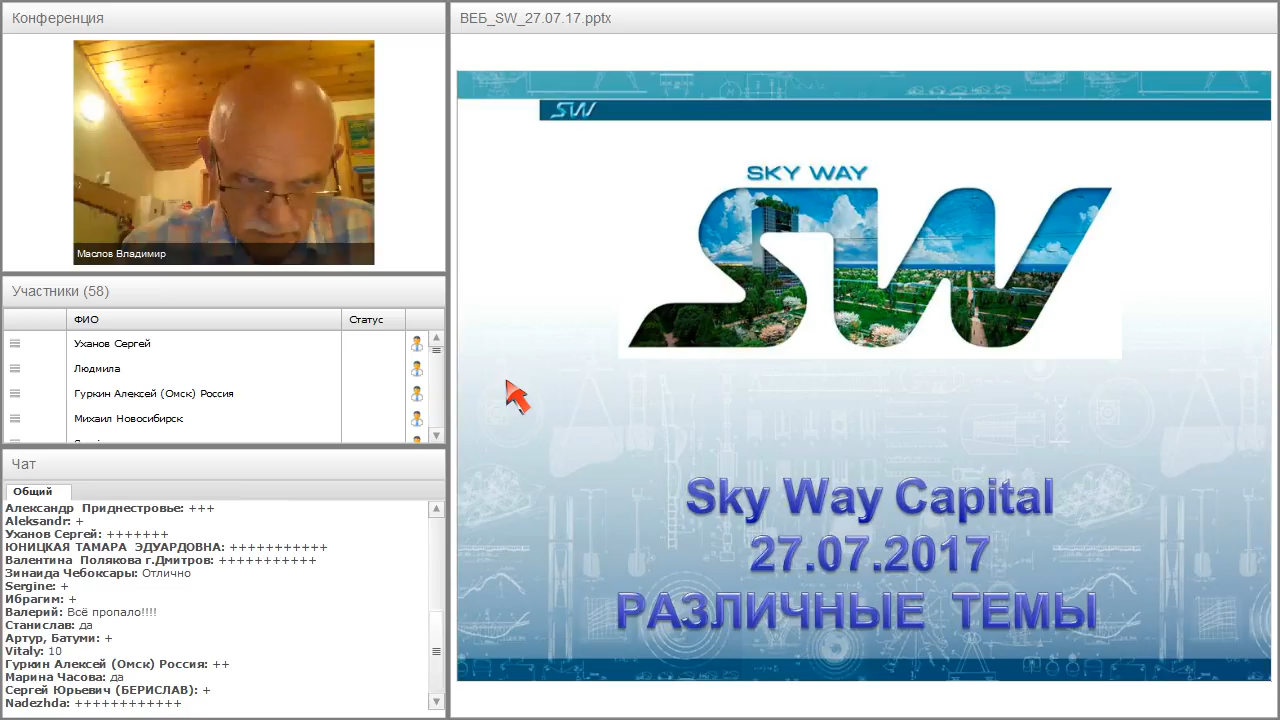 Конференция
Маслов Владимир
Участники (58)
ФИО
Статус
Уханов Сергей
Людмила
Гуркин Алексей (Омск) Россия
Михаил Новосибирск
Чат
Общий
Александр Приднестровье: +++
Aleksandr: +
Уханов Сергей: +++++++
ЮНИЦКАЯ ТАМАРА ЭДУАРДОВНА: +++++++++++
Валентина Полякова г.Дмитров: +++++++++++
Зинаида Чебоксары: Отлично
Sergine: +
Ибрагим: +
Валерий: Всё пропало!!!!
Станислав: да
Артур, Батуми: +
Vitaly: 10
Гуркин Алексей (Омск) Россия: ++
Марина Часова: да
Сергей Юрьевич (БЕРИСЛАВ): +
Nadezhda: ++++++++++++
ВЕБ_SW_27.07.17.pptx
SW
SKY WAY
SW
Sky Way Capital
27.07.2017
РАЗЛИЧНЫЕ ТЕМЫ